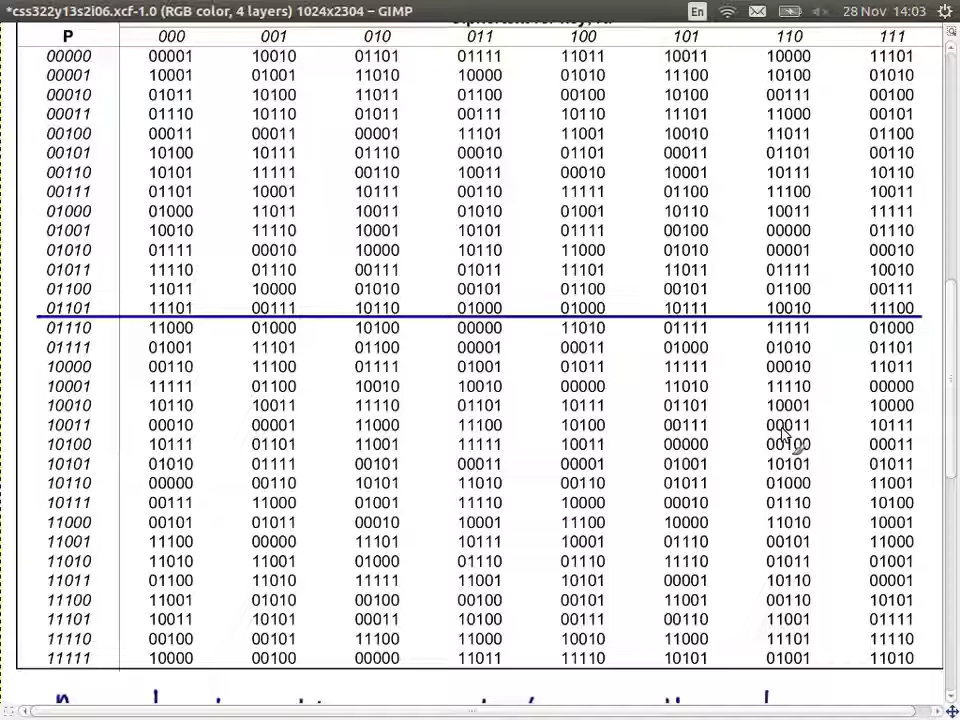 *css322y13s2i06.xcf-1.0 (RGB color, 4 layers) 1024x2304 – GIMP En 28 Nov 14:03
P 000 001 010 011 100 101 110 111
00000 00001 10010 01101 01111 11011 10011 10000 11101
00001 10001 01001 11010 10000 01010 11100 10100 01010
00010 01011 10100 11011 01100 00100 10100 00111 00100
00011 01110 10110 01011 00111 10110 11101 11000 00101
00100 00011 00011 00001 11101 11001 10010 11011 01100
00101 10100 10111 01110 00010 01101 00011 01101 00110
00110 10101 11111 00110 10011 00010 10001 10111 10110
00111 01101 10001 10111 00110 11111 01100 11100 10011
01000 01000 11011 10011 01010 01001 10110 10011 11111
01001 10010 11110 10001 10101 01111 00100 00000 01110
01010 01111 00010 10000 10110 11000 01010 00001 00010
01011 11110 01110 00111 01011 11101 11011 01111 10010
01100 11011 10000 01010 00101 01100 00101 01100 00111
01101 11101 00111 10110 01000 01000 10111 10010 11100
01110 11000 01000 10100 00000 11010 01111 11111 01000
01111 01001 11101 01100 00001 00011 01000 01010 01101
10000 00110 11100 01111 01001 01011 11111 00010 11011
10001 11111 01100 10010 10010 00000 11010 11110 00000
10010 10110 10011 11110 01101 10111 01101 10001 10000
10011 00010 00001 11000 11100 10100 00111 00011 10111
10100 10111 01101 11001 11111 10011 00000 00100 00011
10101 01010 01111 00101 00011 00001 01001 10101 01011
10110 00000 00110 10101 11010 00110 01011 01000 11001
10111 00111 11000 01001 11110 10000 00010 01110 10100
11000 00101 01011 00010 10001 11100 10000 11010 10001
11001 11100 00000 11101 10111 10001 01110 00101 11000
11010 11010 11001 01000 01110 01110 11110 01011 01001
11011 01100 11010 11111 11001 10101 00001 10110 00001
11100 11001 01010 00100 00100 00101 11001 00110 10101
11101 10011 10101 00011 10100 00111 00110 11001 01111
11110 00100 00101 11100 11000 10010 11000 11101 11110
11111 10000 00100 00000 11011 11110 10101 01001 11010